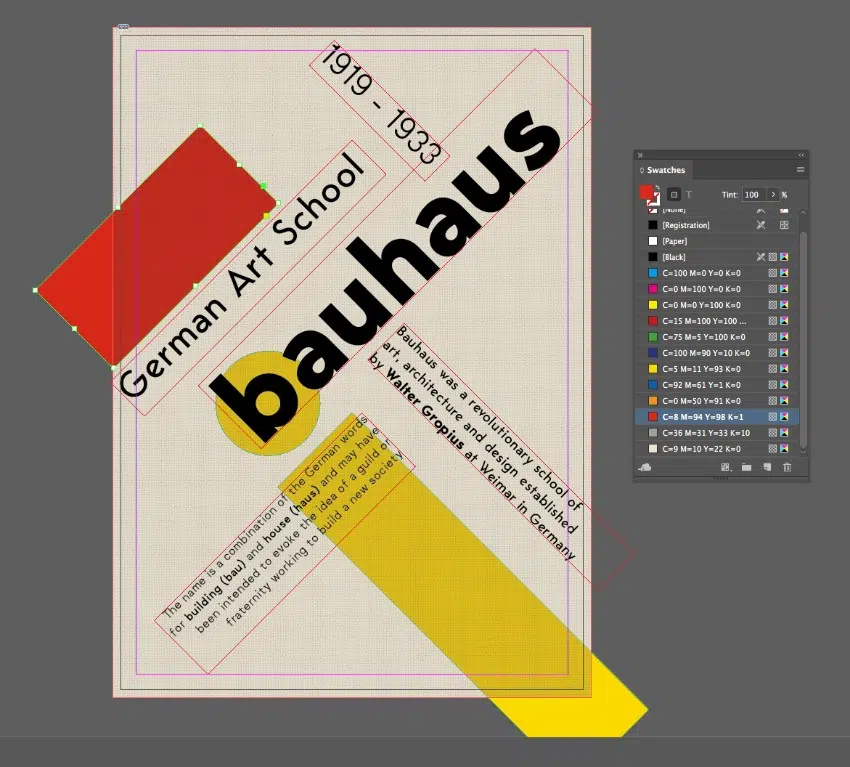 1919 - 1933
German Art School
bauhaus
Bauhaus was a revolutionary school of
art, architecture and design established
by Walter Gropius at Weimar in Germany
The name is a combination of the German words
for building (bau) and house (haus) and may have
been intended to evoke the idea of a guild or
fraternity working to build a new society
Swatches
T
Tint: 100 > %
[None]
[Registration]
[Paper]
[Black]
C=100 M=0 Y=0 K=0
C=0 M=100 Y=0 K=0
C=0 M=0 Y=100 K=0
C=15 M=100 Y=100 ...
C=75 M=5 Y=100 K=0
C=100 M=90 Y=10 K=0
C=5 M=11 Y=93 K=0
C=92 M=61 Y=1 K=0
C=0 M=50 Y=91 K=0
C=8 M=94 Y=98 K=1
C=36 M=31 Y=33 K=10
C=9 M=10 Y=22 K=0